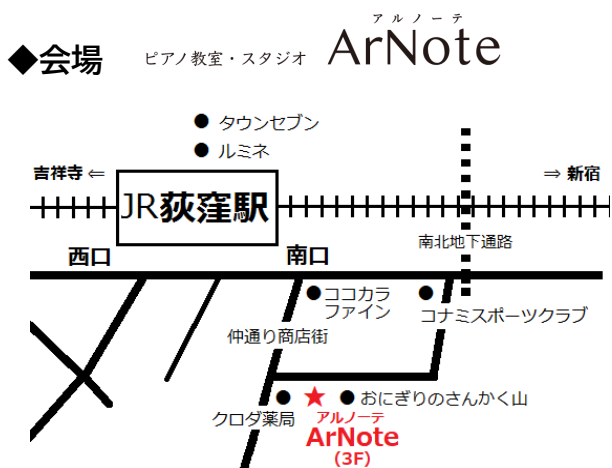 アルノーテ
◆会場 ピアノ教室・スタジオ ArNote
タウンセブン
ルミネ
吉祥寺 ⇐
⇒ 新宿
JR荻窪駅
南北地下通路
西口
南口
ココカラ
ファイン
コナミスポーツクラブ
仲通り商店街
★
おにぎりのさんかく山
クロダ薬局
アルノーテ
ArNote
(3F)